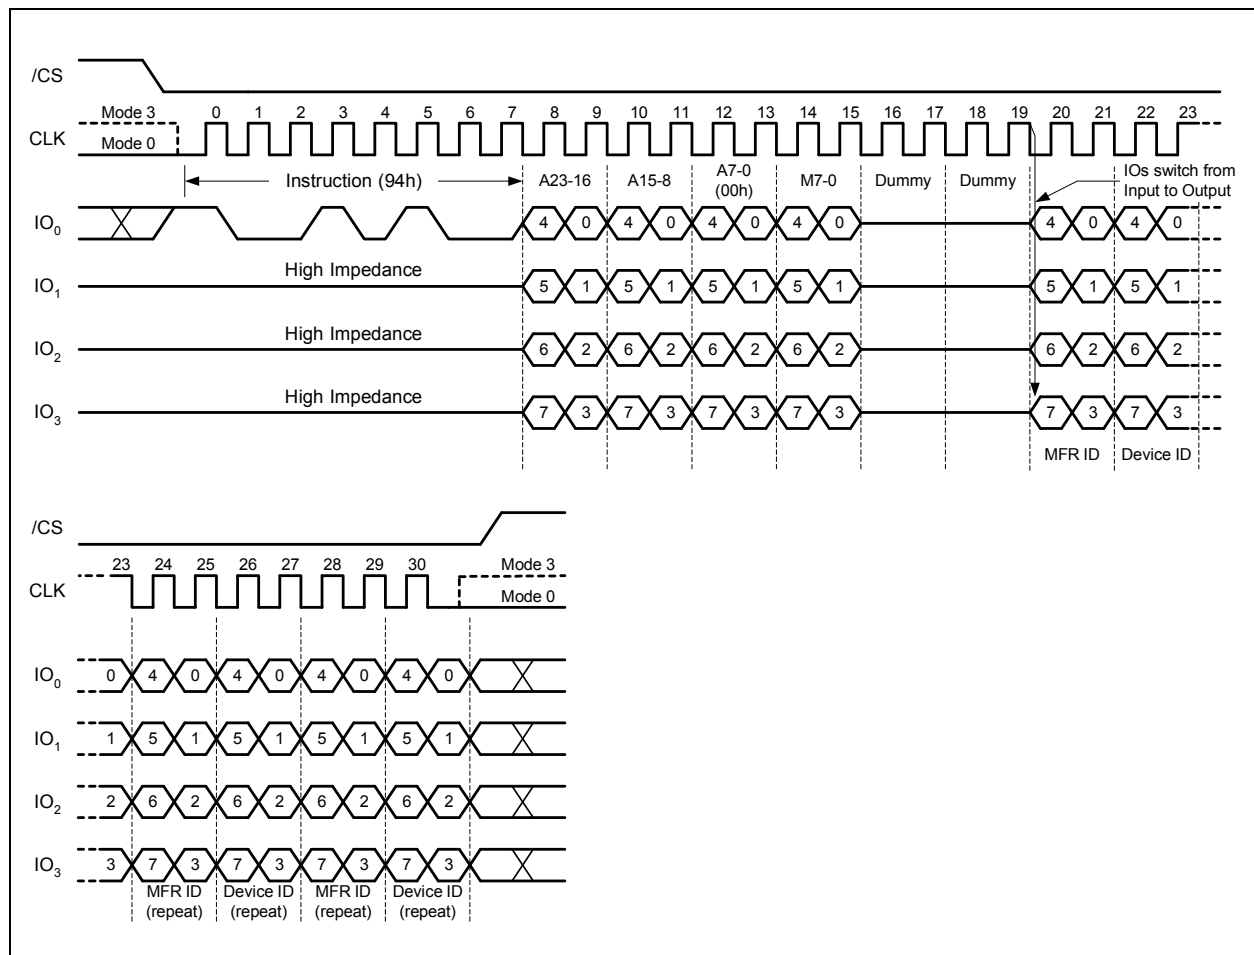 /CS
0 1 2 3 4 5 6 7 8 9 10 11 12 13 14 15 16 17 18 19 20 21 22 23
Mode 3
CLK
Mode 0
Instruction (94h)
A23-16
A15-8
A7-0
(00h)
M7-0
Dummy
Dummy
IOs switch from
Input to Output
IO0
4 0 4 0 4 0 4 0 4 0 4 0
High Impedance
IO1
5 1 5 1 5 1 5 1 5 1 5 1
High Impedance
IO2
6 2 6 2 6 2 6 2 6 2 6 2
High Impedance
IO3
7 3 7 3 7 3 7 3 7 3 7 3
MFR ID
Device ID
/CS
23 24 25 26 27 28 29 30
Mode 3
CLK
Mode 0
IO0
0 4 0 4 0 4 0 4 0
IO1
1 5 1 5 1 5 1 5 1
IO2
2 6 2 6 2 6 2 6 2
IO3
3 7 3 7 3 7 3 7 3
MFR ID
(repeat)
Device ID
(repeat)
MFR ID
(repeat)
Device ID
(repeat)